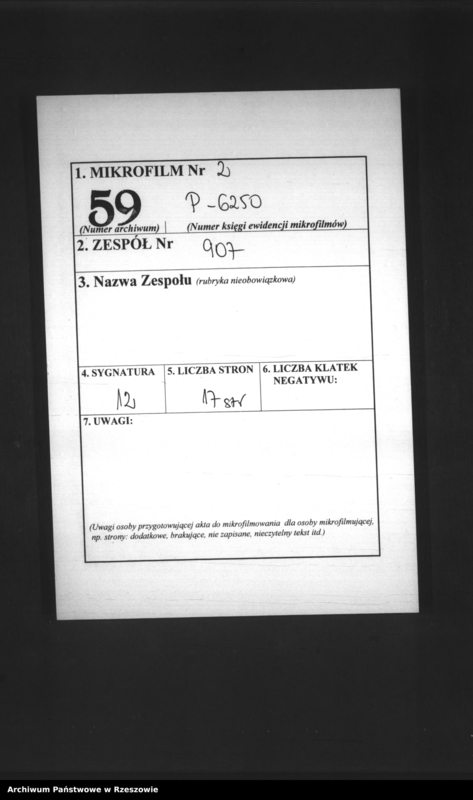 1. MIKROFILM Nr 2
59 P-6250
(Numer archiwum) (Numer księgi ewidencji mikrofilmów)
2. ZESPÓŁ Nr 907
3. Nazwa Zespołu (rubryka nieobowiązkowa)
4. SYGNATURA 5. LICZBA STRON 6. LICZBA KLATEK
NEGATYWU:
12 17 str
7. UWAGI:
(Uwagi osoby przygotowującej akta do mikrofilmowania dla osoby mikrofilmującej,
np. strony: dodatkowe, brakujące, nie zapisane, nieczytelny tekst itd.)
Archiwum Państwowe w Rzeszowie